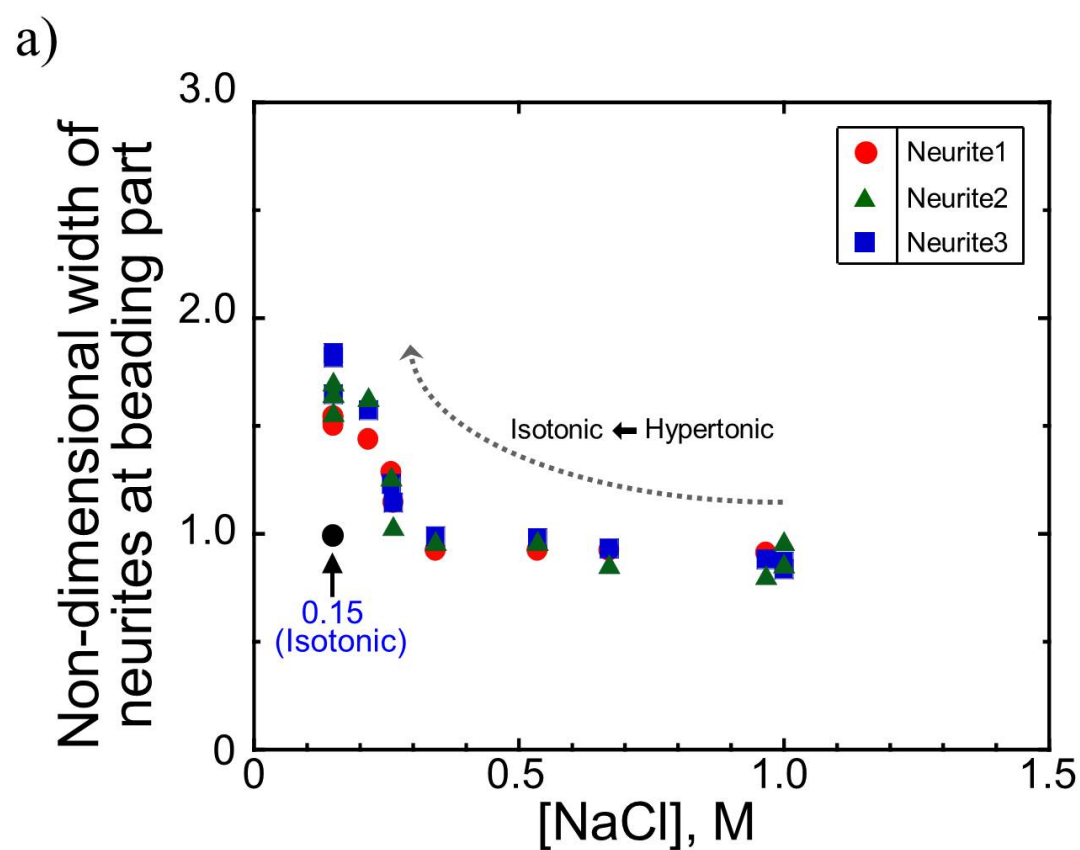 a)
Non-dimensional width of
neurites at beading part
3.0
2.0
1.0
0
Neurite1
Neurite2
Neurite3
Isotonic ← Hypertonic
0.15
(Isotonic)
0
0.5
1.0
1.5
[NaCl], M